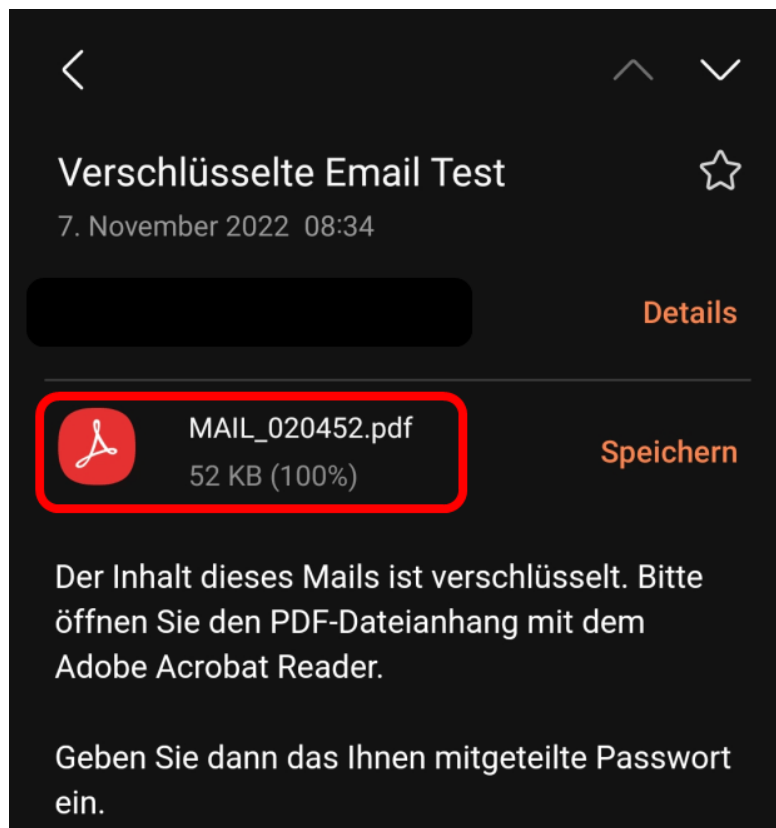 Verschlüsselte Email Test
7. November 2022 08:34
Details
MAIL_020452.pdf
52 KB (100%)
Speichern
Der Inhalt dieses Mails ist verschlüsselt. Bitte
öffnen Sie den PDF-Dateianhang mit dem
Adobe Acrobat Reader.
Geben Sie dann das Ihnen mitgeteilte Passwort
ein.